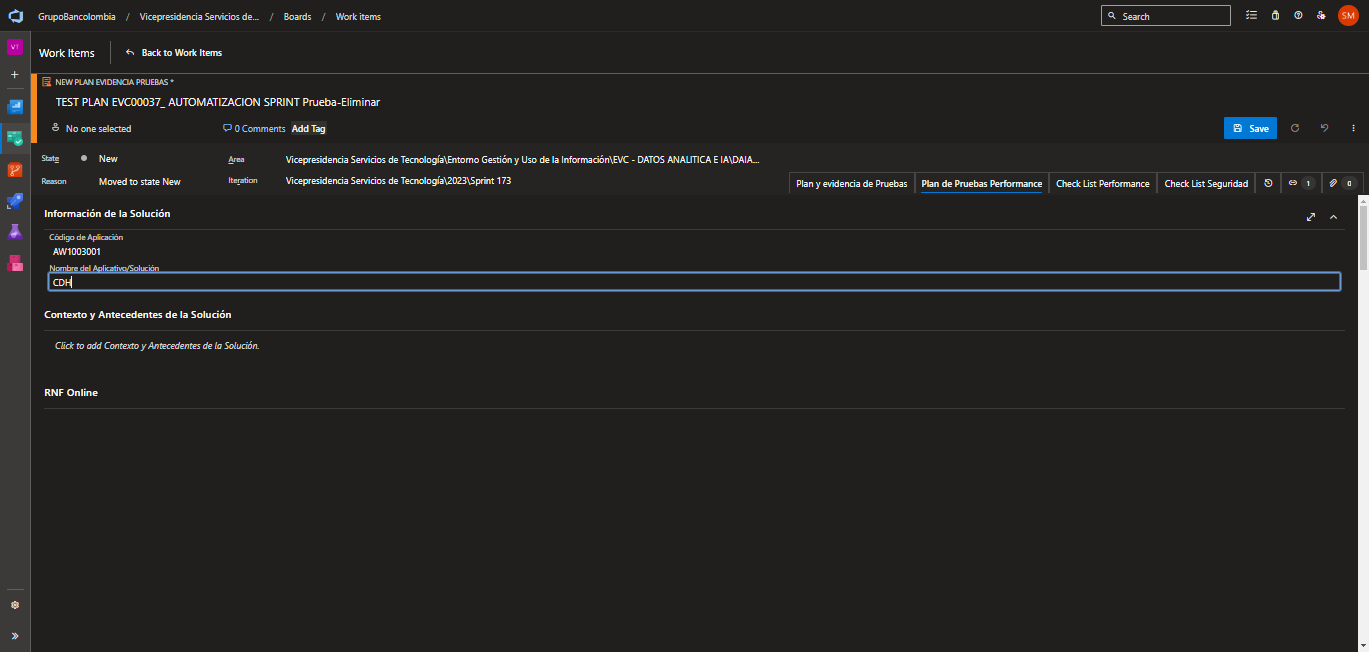 GrupoBancolombia / Vicepresidencia Servicios de... / Boards / Work items
Search
SM
VT
Work Items
Back to Work Items
NEW PLAN EVIDENCIA PRUEBAS *
TEST PLAN EVC00037_ AUTOMATIZACION SPRINT Prueba-Eliminar
No one selected
0 Comments
Add Tag
Save
State
New
Area
Vicepresidencia Servicios de Tecnología\Entorno Gestión y Uso de la Información\EVC - DATOS ANALITICA E IA\DAIA...
Reason
Moved to state New
Iteration
Vicepresidencia Servicios de Tecnología\2023\Sprint 173
Plan y evidencia de Pruebas
Plan de Pruebas Performance
Check List Performance
Check List Seguridad
1
0
Información de la Solución
Código de Aplicación
AW1003001
Nombre del Aplicativo/Solución
CDH
Contexto y Antecedentes de la Solución
Click to add Contexto y Antecedentes de la Solución.
RNF Online